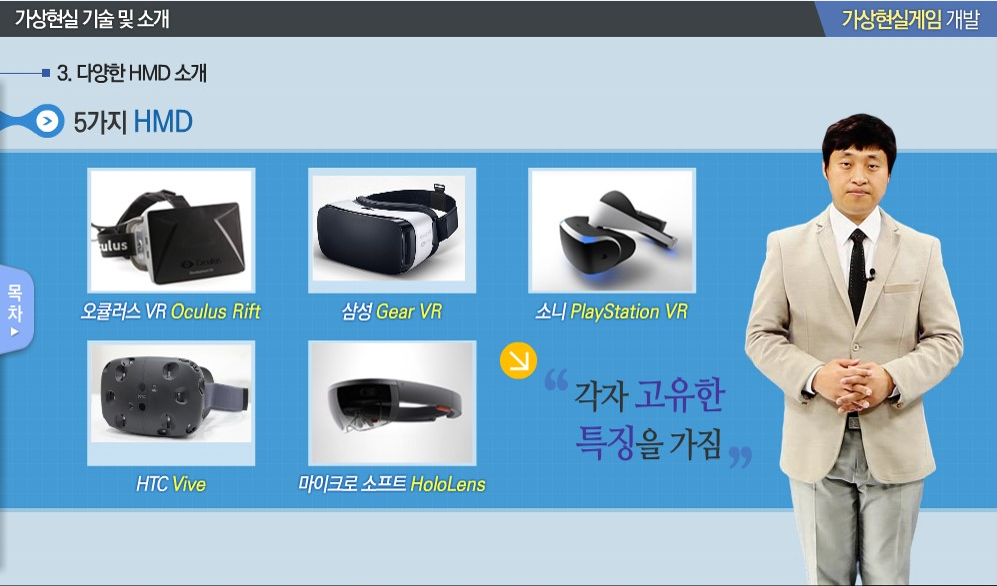 가상현실 기술 및 소개
가상현실게임 개발
3. 다양한 HMD 소개
5가지 HMD
오큘러스 VR Oculus Rift
삼성 Gear VR
소니 PlayStation VR
HTC Vive
마이크로 소프트 HoloLens
“각자 고유한
특징을 가짐”
목
차
culus
Oculus